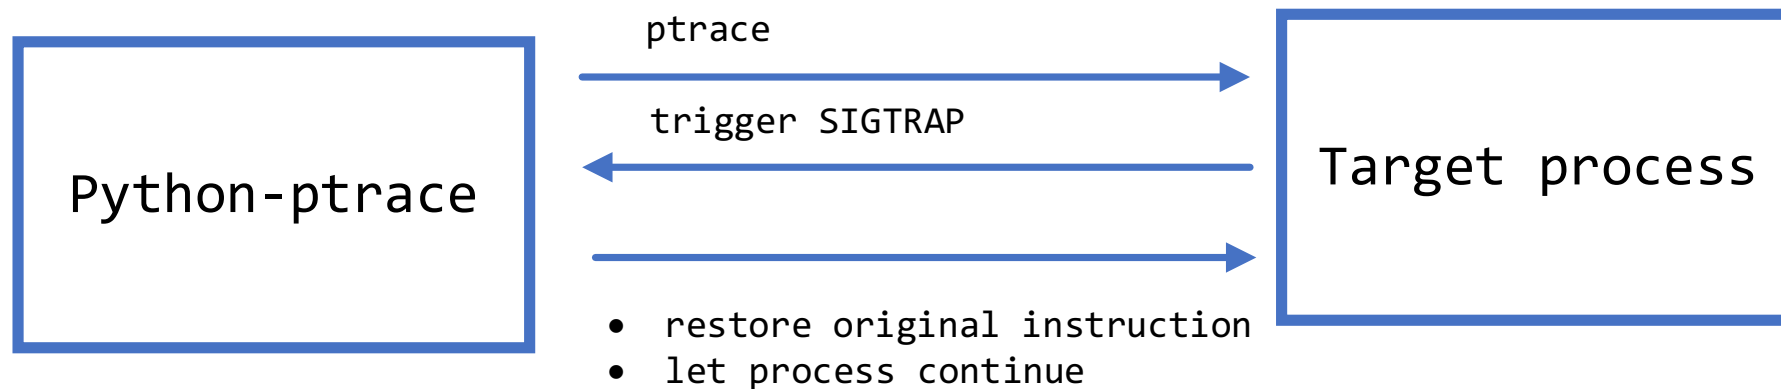 Python-ptrace
ptrace
trigger SIGTRAP
• restore original instruction
• let process continue
Target process